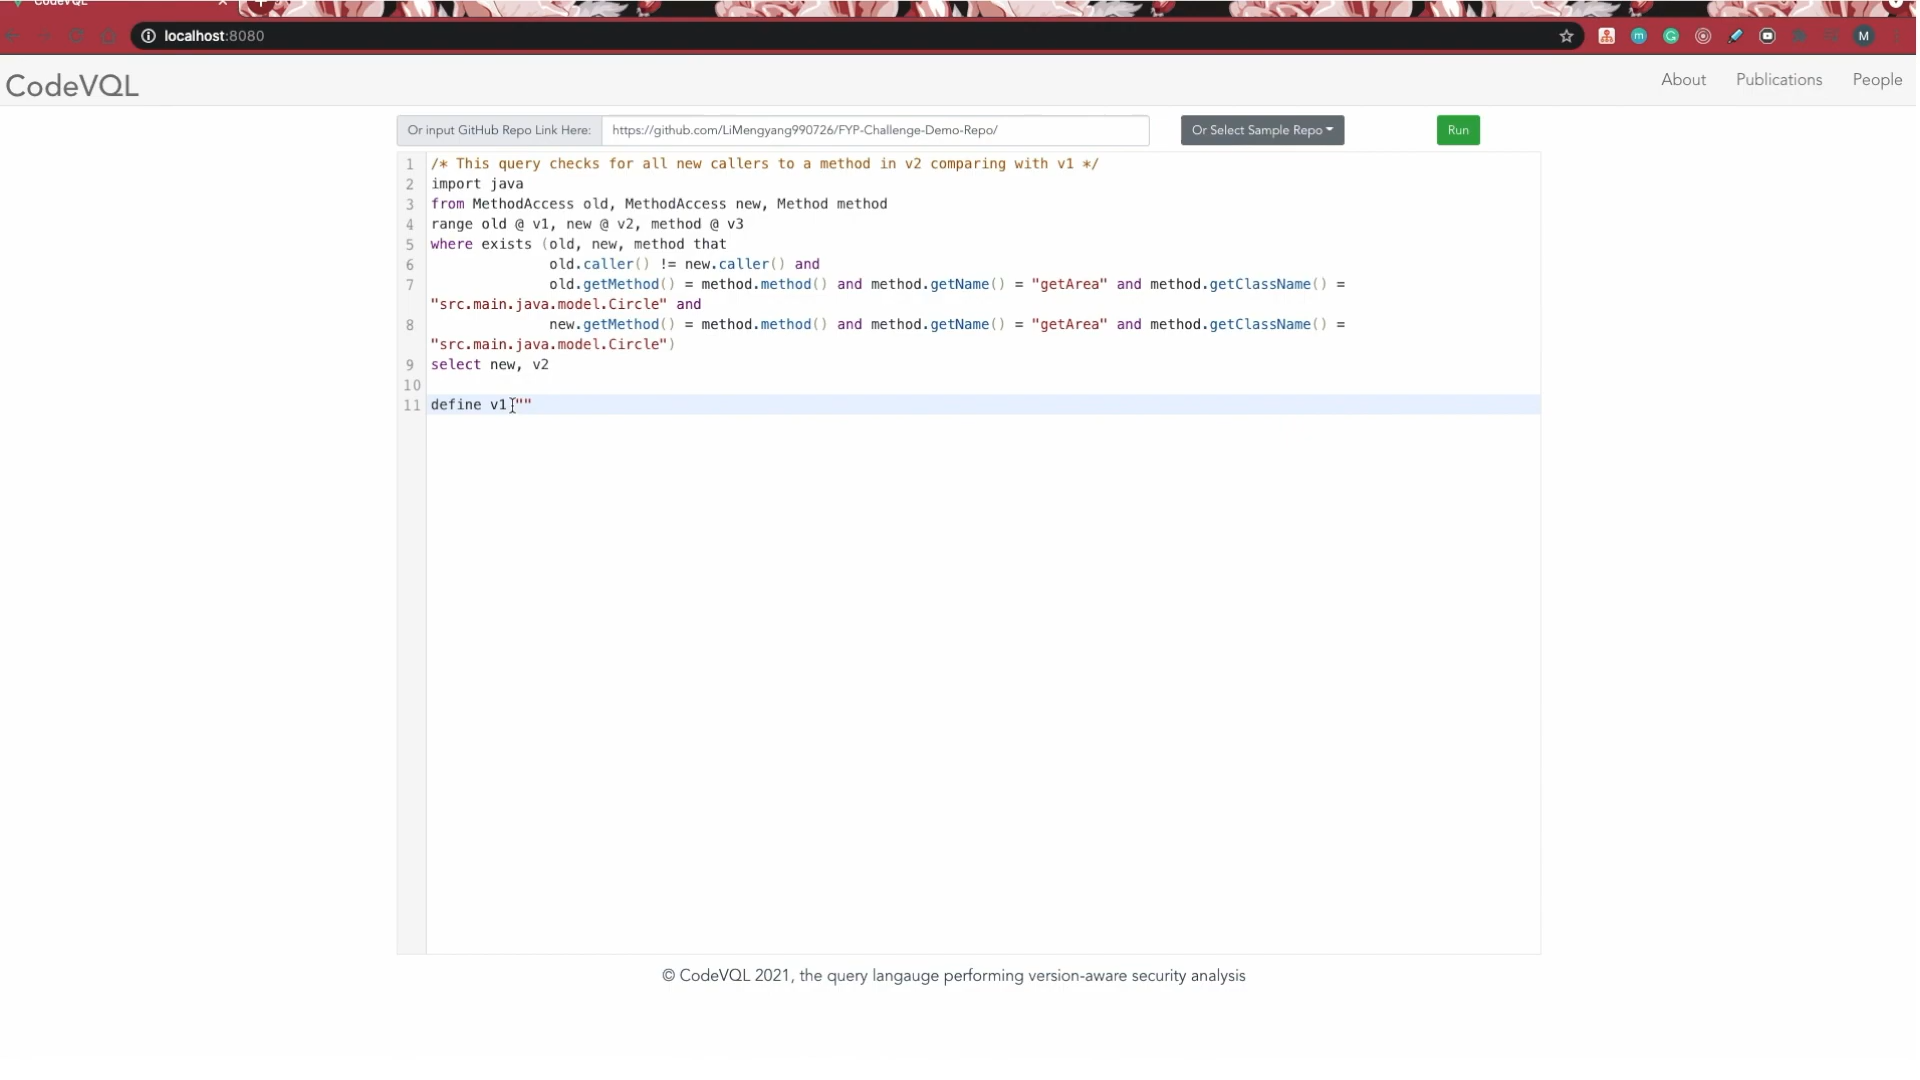 CodeVQL
localhost:8080
M
CodeVQL
About
Publications
People
Or input GitHub Repo Link Here:
https://github.com/LiMengyang990726/FYP-Challenge-Demo-Repo/
Or Select Sample Repo
Run
1 /* This query checks for all new callers to a method in v2 comparing with v1 */
2 import java
3 from MethodAccess old, MethodAccess new, Method method
4 range old @ v1, new @ v2, method @ v3
5 where exists (old, new, method that
6 old.caller() != new.caller() and
7 old.getMethod() = method.method() and method.getName() = "getArea" and method.getClassName() =
"src.main.java.model.Circle" and
8 new.getMethod() = method.method() and method.getName() = "getArea" and method.getClassName() =
"src.main.java.model.Circle")
9 select new, v2
10
11 define v1 ""
© CodeVQL 2021, the query langauge performing version-aware security analysis